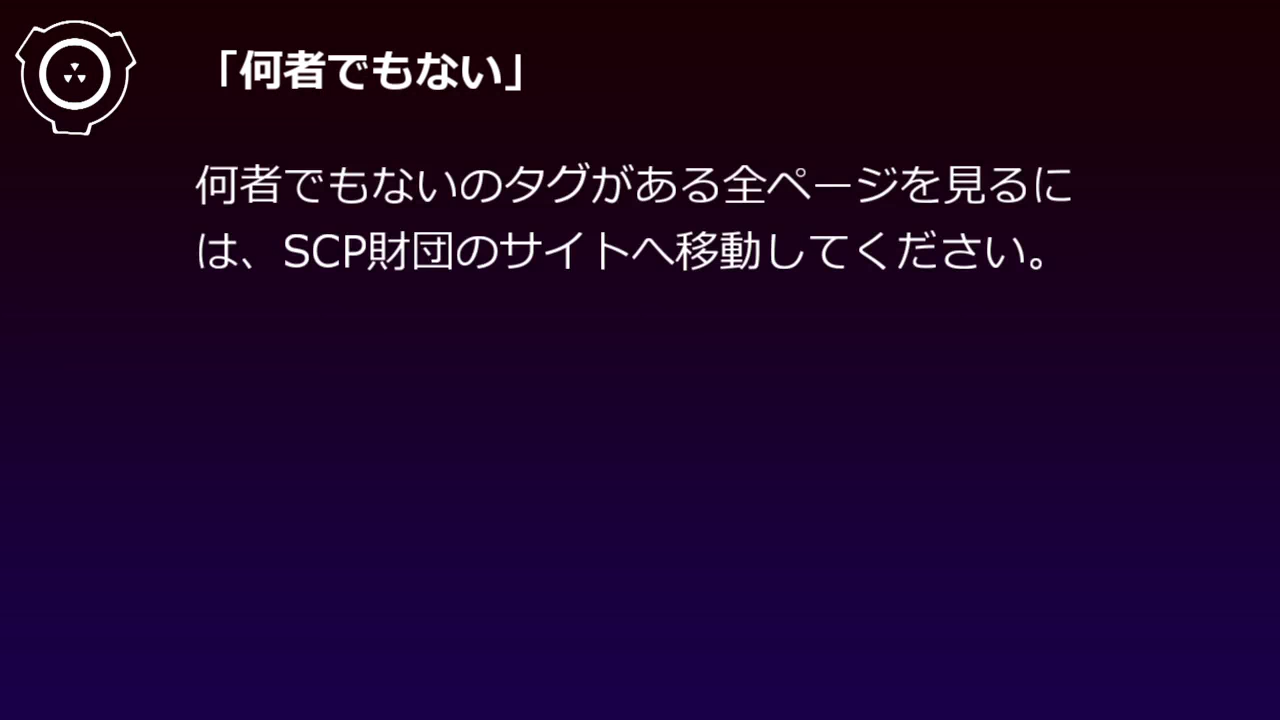 「何者でもない」
何者でもないのタグがある全ページを見るに
は、SCP財団のサイトへ移動してください。